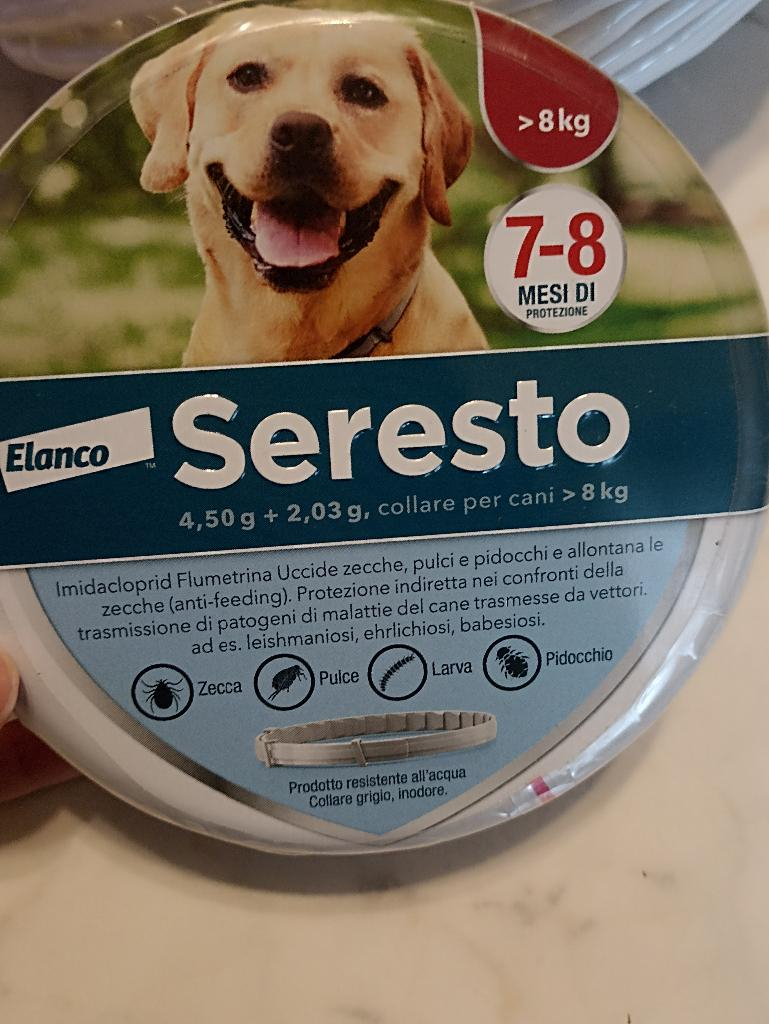 > 8 kg
7-8
MESI DI
PROTEZIONE
Elanco™
Seresto
4,50 g + 2,03 g, collare per cani > 8 kg
Imidacloprid Flumetrina Uccide zecche, pulci e pidocchi e allontana le
zecche (anti-feeding). Protezione indiretta nei confronti della
trasmissione di patogeni di malattie del cane trasmesse da vettori.
ad es. leishmaniosi, ehrlichiosi, babesiosi.
Zecca Pulce Larva Pidocchio
Prodotto resistente all'acqua
Collare grigio, inodore.